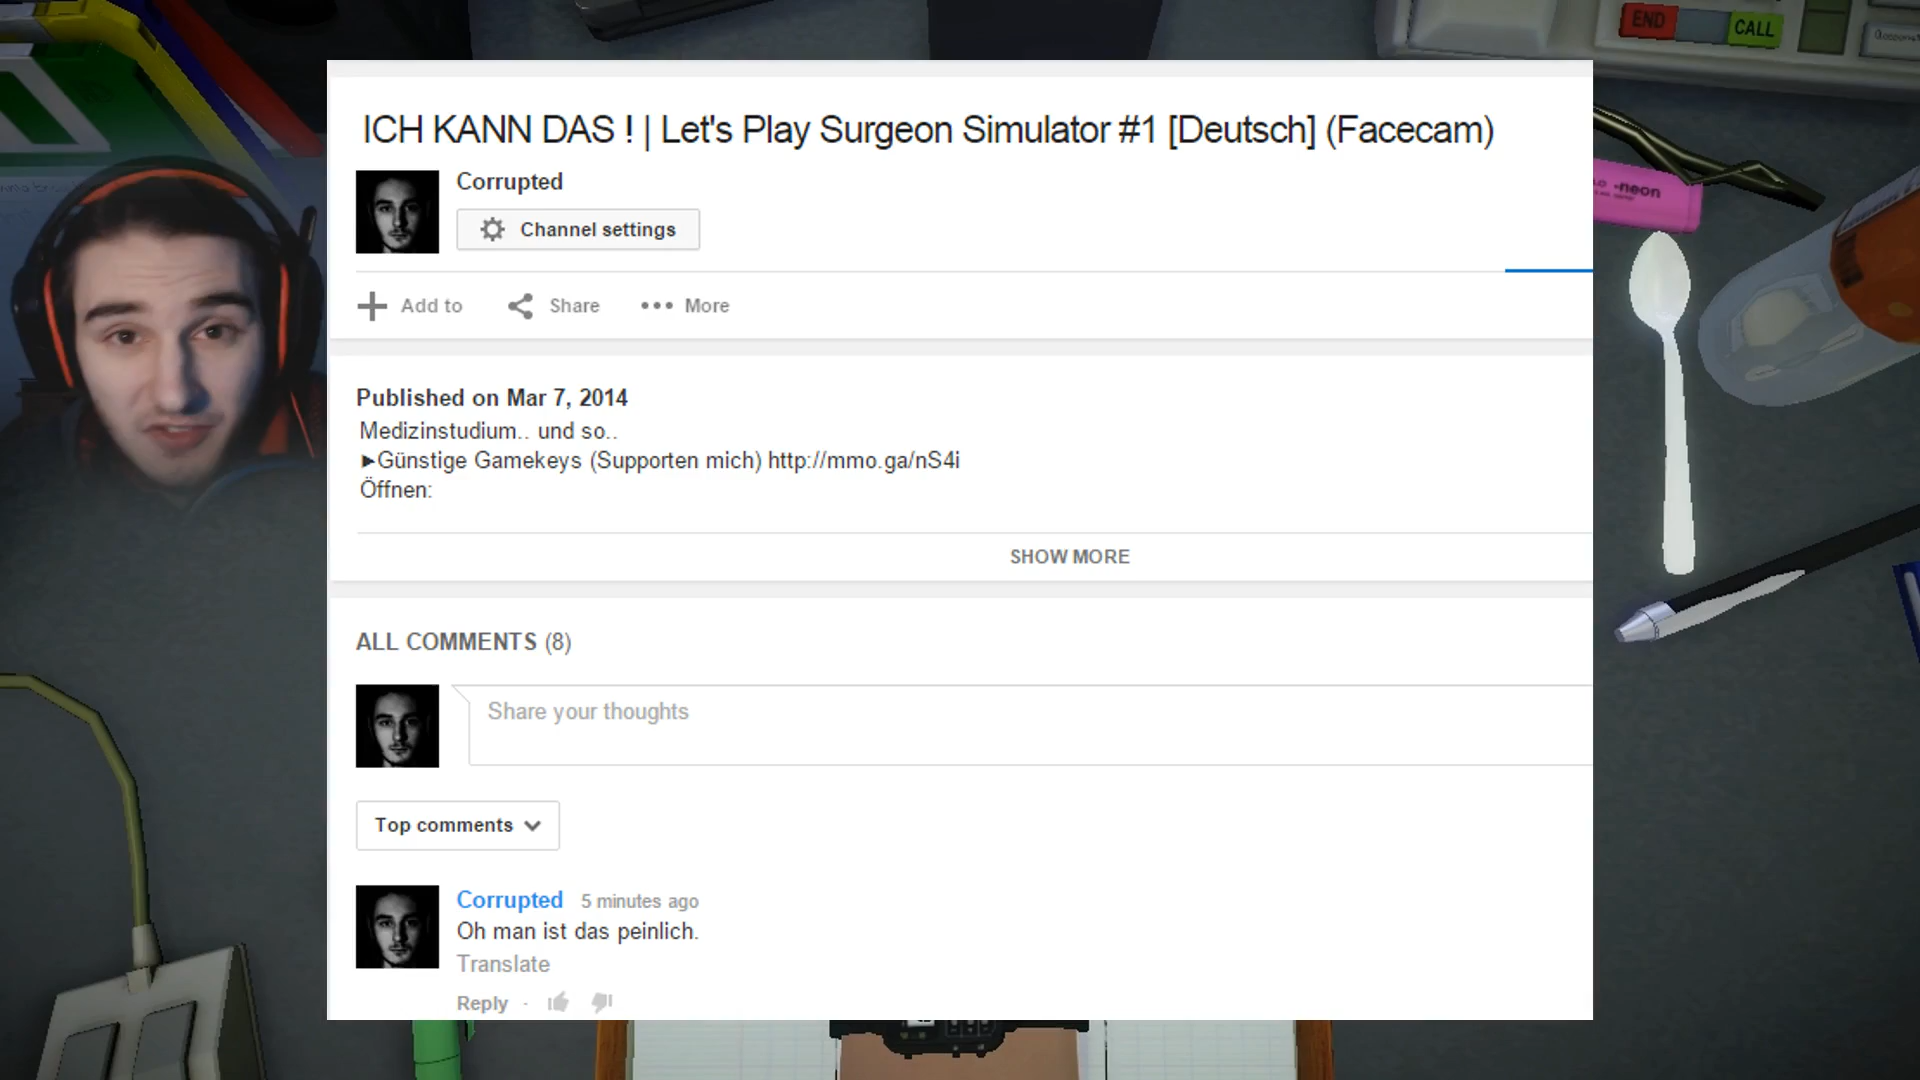 END
CALL
ICH KANN DAS ! | Let's Play Surgeon Simulator #1 [Deutsch] (Facecam)
Corrupted
Channel settings
neon
Add to
Share
More
Published on Mar 7, 2014
Medizinstudium.. und so..
►Günstige Gamekeys (Supporten mich) http://mmo.ga/nS4i
Öffnen:
SHOW MORE
ALL COMMENTS (8)
Share your thoughts
Top comments
Corrupted 5 minutes ago
Oh man ist das peinlich.
Translate
Reply